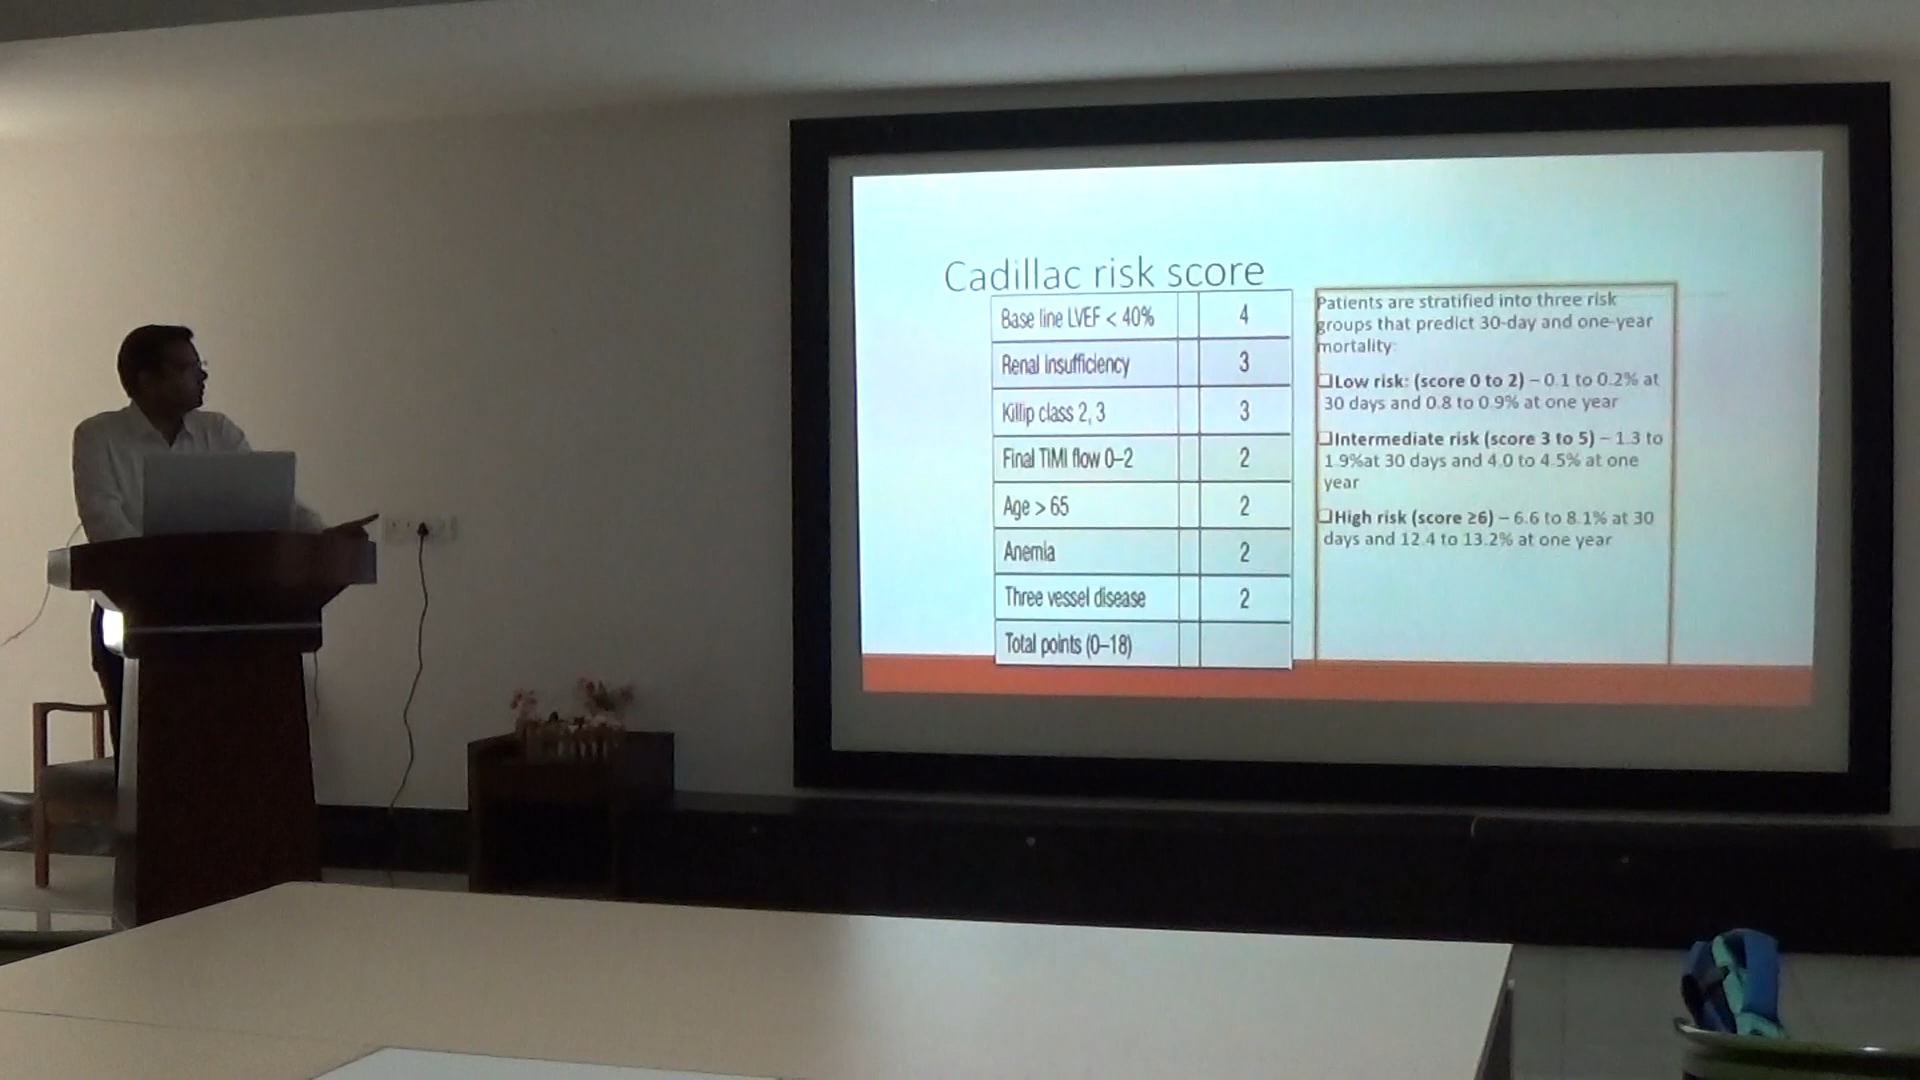 Cadillac risk score
Base line LVEF < 40% 4
Renal insufficiency 3
Killip class 2, 3 3
Final TIMI flow 0–2 2
Age > 65 2
Anemia 2
Three vessel disease 2
Total points (0–18)
Patients are stratified into three risk
groups that predict 30-day and one-year
mortality:
❑Low risk: (score 0 to 2) – 0.1 to 0.2% at
30 days and 0.8 to 0.9% at one year
❑Intermediate risk (score 3 to 5) – 1.3 to
1.9%at 30 days and 4.0 to 4.5% at one
year
❑High risk (score ≥6) – 6.6 to 8.1% at 30
days and 12.4 to 13.2% at one year